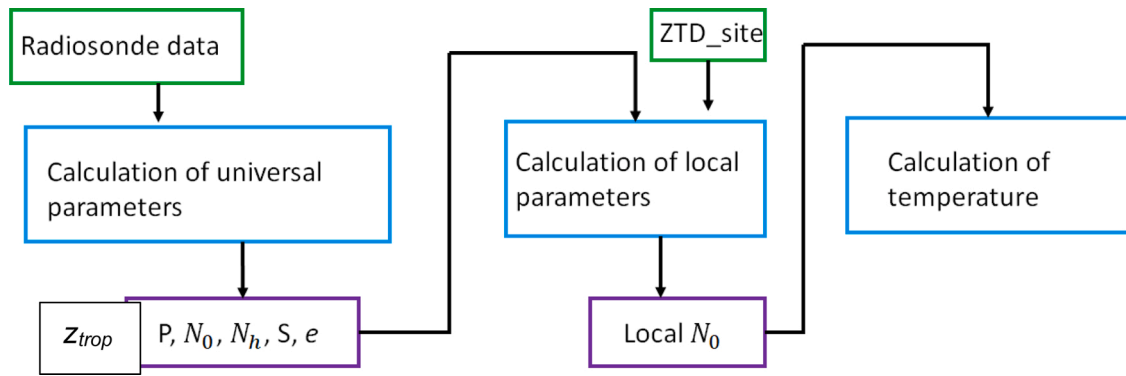 Radiosonde data
Calculation of universal
parameters
z_trop
P, N_0, N_h, S, e
ZTD_site
Calculation of local
parameters
Local N_0
Calculation of
temperature